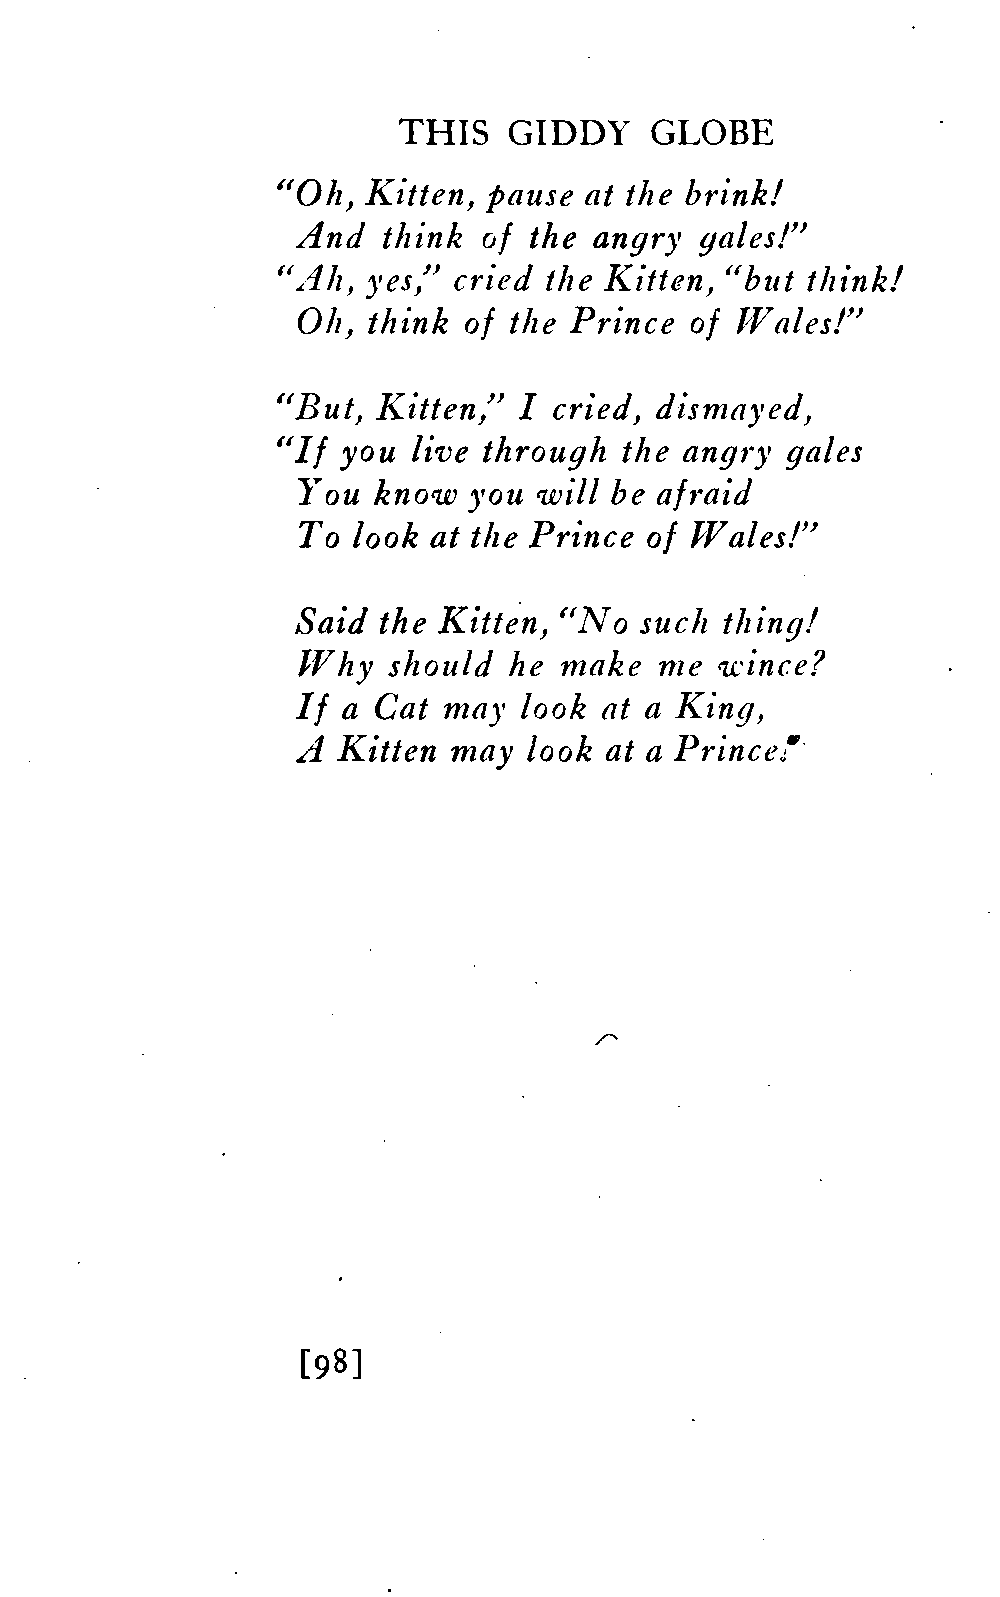 THIS GIDDY GLOBE
“Oh, Kitten, pause at the brink!
And think of the angry gales!”
“Ah, yes,” cried the Kitten, “but think!
Oh, think of the Prince of Wales!”
“But, Kitten,” I cried, dismayed,
“If you live through the angry gales
You know you will be afraid
To look at the Prince of Wales!”
Said the Kitten, “No such thing!
Why should he make me wince?
If a Cat may look at a King,
A Kitten may look at a Prince!”
[98]